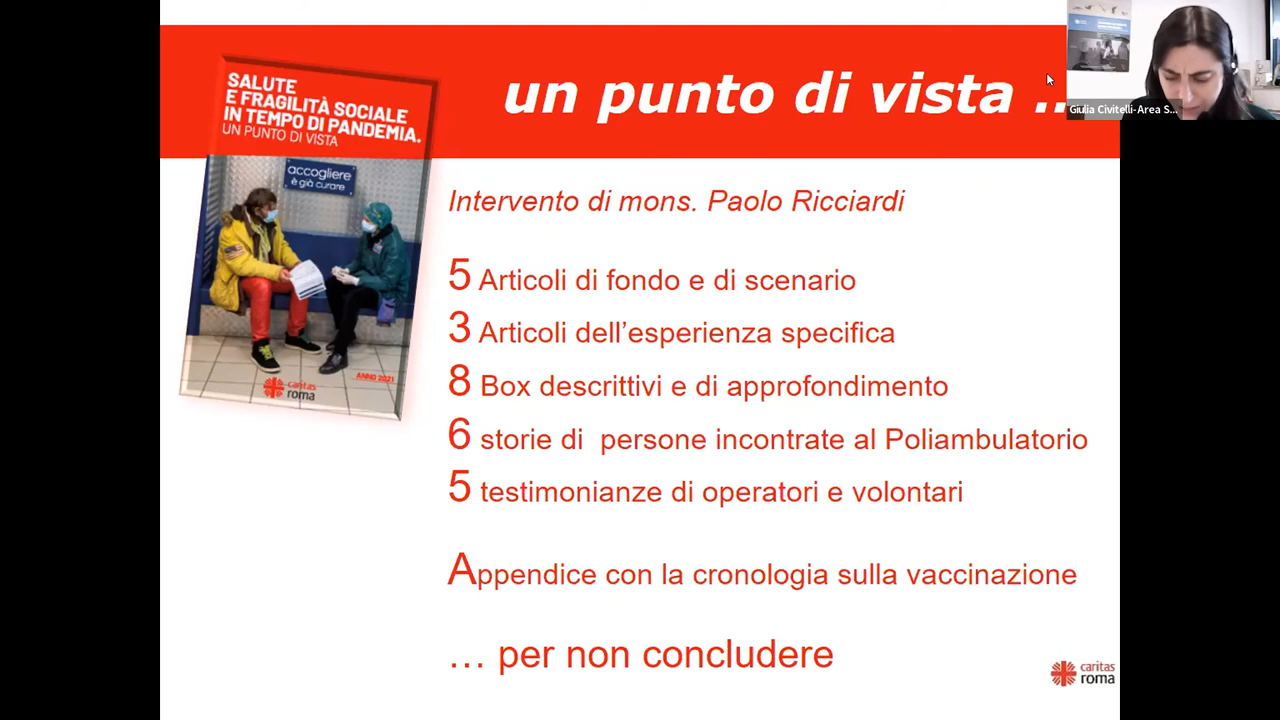 un punto di vista ..
Giulia Civitelli-Area S...
SALUTE
E FRAGILITÀ SOCIALE
IN TEMPO DI PANDEMIA.
UN PUNTO DI VISTA
accogliere
è già curare
ANNO 2021
caritas
roma
Intervento di mons. Paolo Ricciardi
5 Articoli di fondo e di scenario
3 Articoli dell’esperienza specifica
8 Box descrittivi e di approfondimento
6 storie di persone incontrate al Poliambulatorio
5 testimonianze di operatori e volontari
Appendice con la cronologia sulla vaccinazione
… per non concludere
caritas
roma